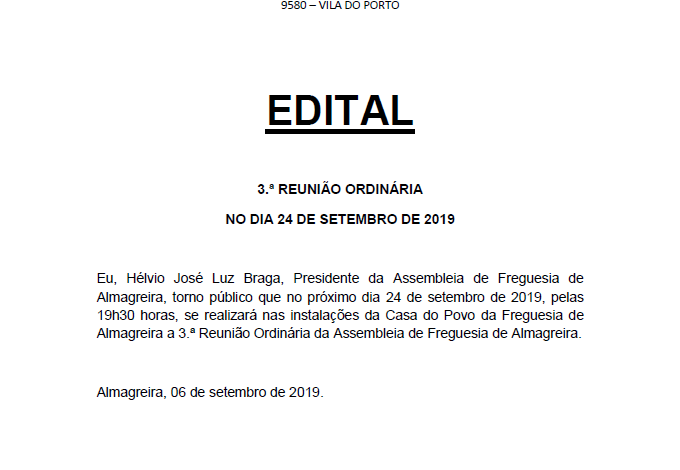 9580 – VILA DO PORTO
EDITAL
3.ª REUNIÃO ORDINÁRIA
NO DIA 24 DE SETEMBRO DE 2019
Eu, Hélvio José Luz Braga, Presidente da Assembleia de Freguesia de
Almagreira, torno público que no próximo dia 24 de setembro de 2019, pelas
19h30 horas, se realizará nas instalações da Casa do Povo da Freguesia de
Almagreira a 3.ª Reunião Ordinária da Assembleia de Freguesia de Almagreira.
Almagreira, 06 de setembro de 2019.